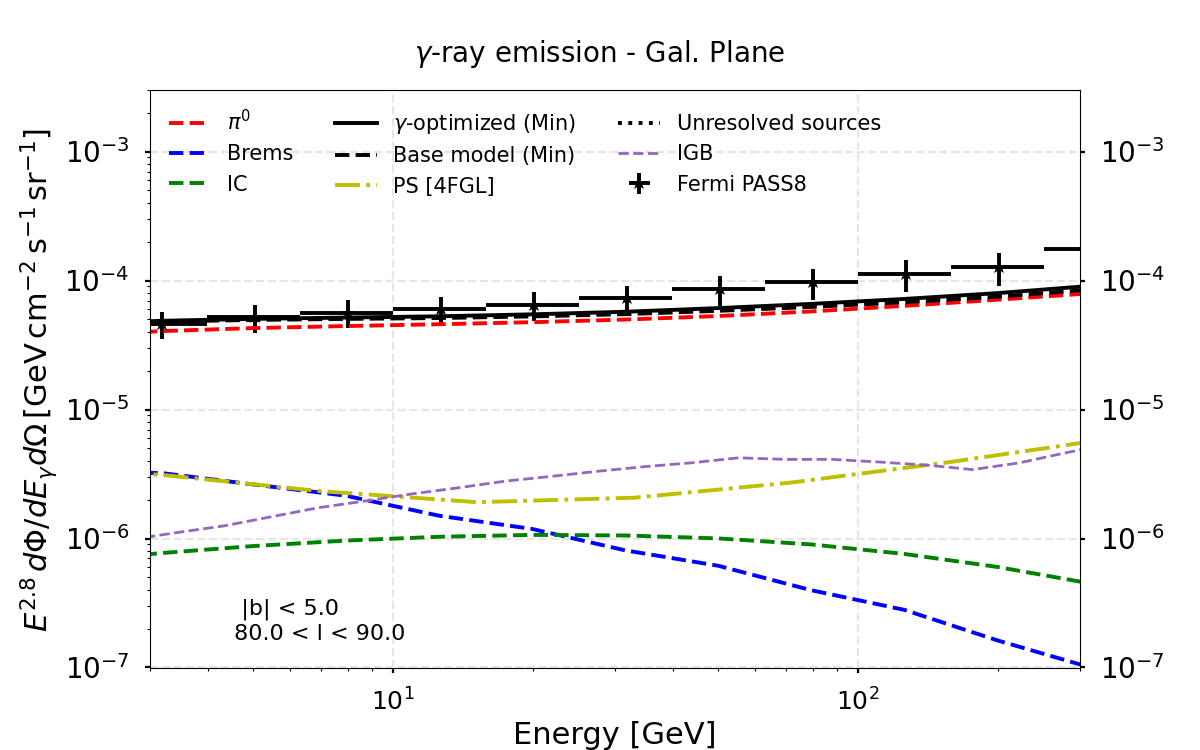 γ-ray emission - Gal. Plane
π⁰
Brems
IC
γ-optimized (Min)
Base model (Min)
PS [4FGL]
Unresolved sources
IGB
Fermi PASS8
E²·⁸ dΦ/dE_γdΩ [GeV cm⁻² s⁻¹ sr⁻¹]
10⁻³
10⁻⁴
10⁻⁵
10⁻⁶
10⁻⁷
10⁻³
10⁻⁴
10⁻⁵
10⁻⁶
10⁻⁷
|b| < 5.0
80.0 < l < 90.0
10¹
10²
Energy [GeV]